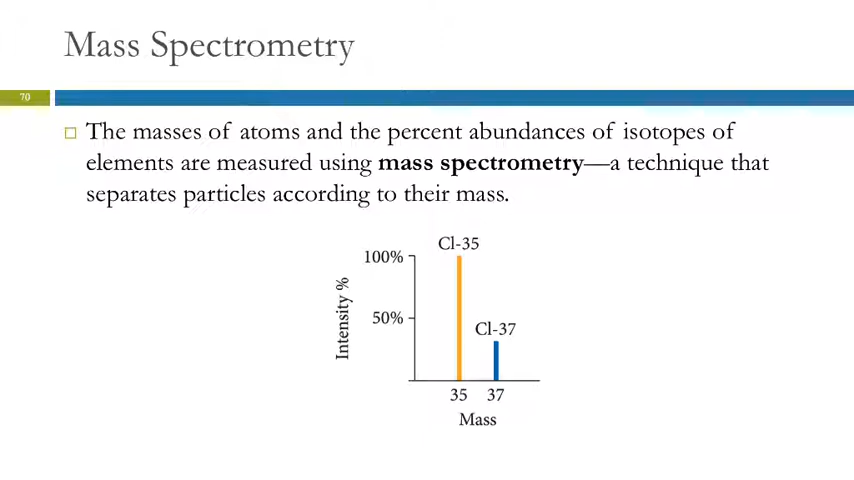 Mass Spectrometry
70
□ The masses of atoms and the percent abundances of isotopes of
elements are measured using mass spectrometry—a technique that
separates particles according to their mass.
Cl-35
100%
Intensity %
50%
Cl-37
35 37
Mass